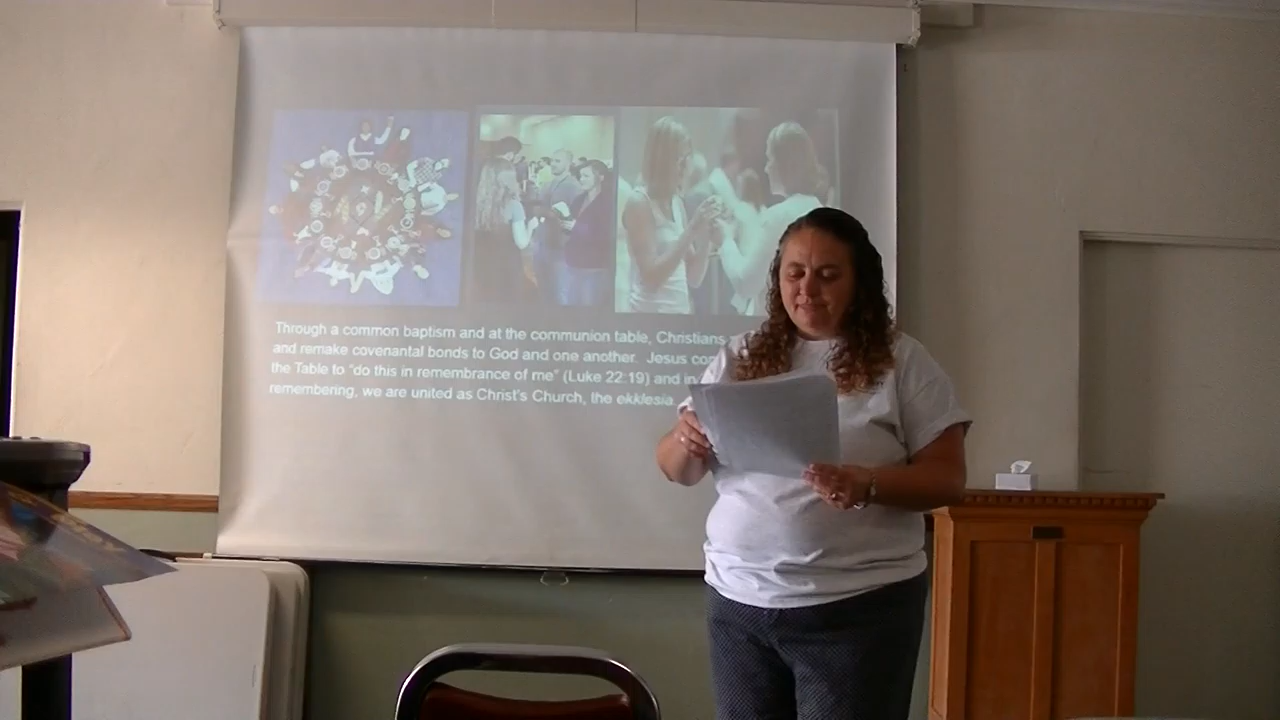 Through a common baptism and at the communion table, Christians
and remake covenantal bonds to God and one another. Jesus
the Table to “do this in remembrance of me” (Luke 22:19) and in
remembering, we are united as Christ's Church, the ekklesia.